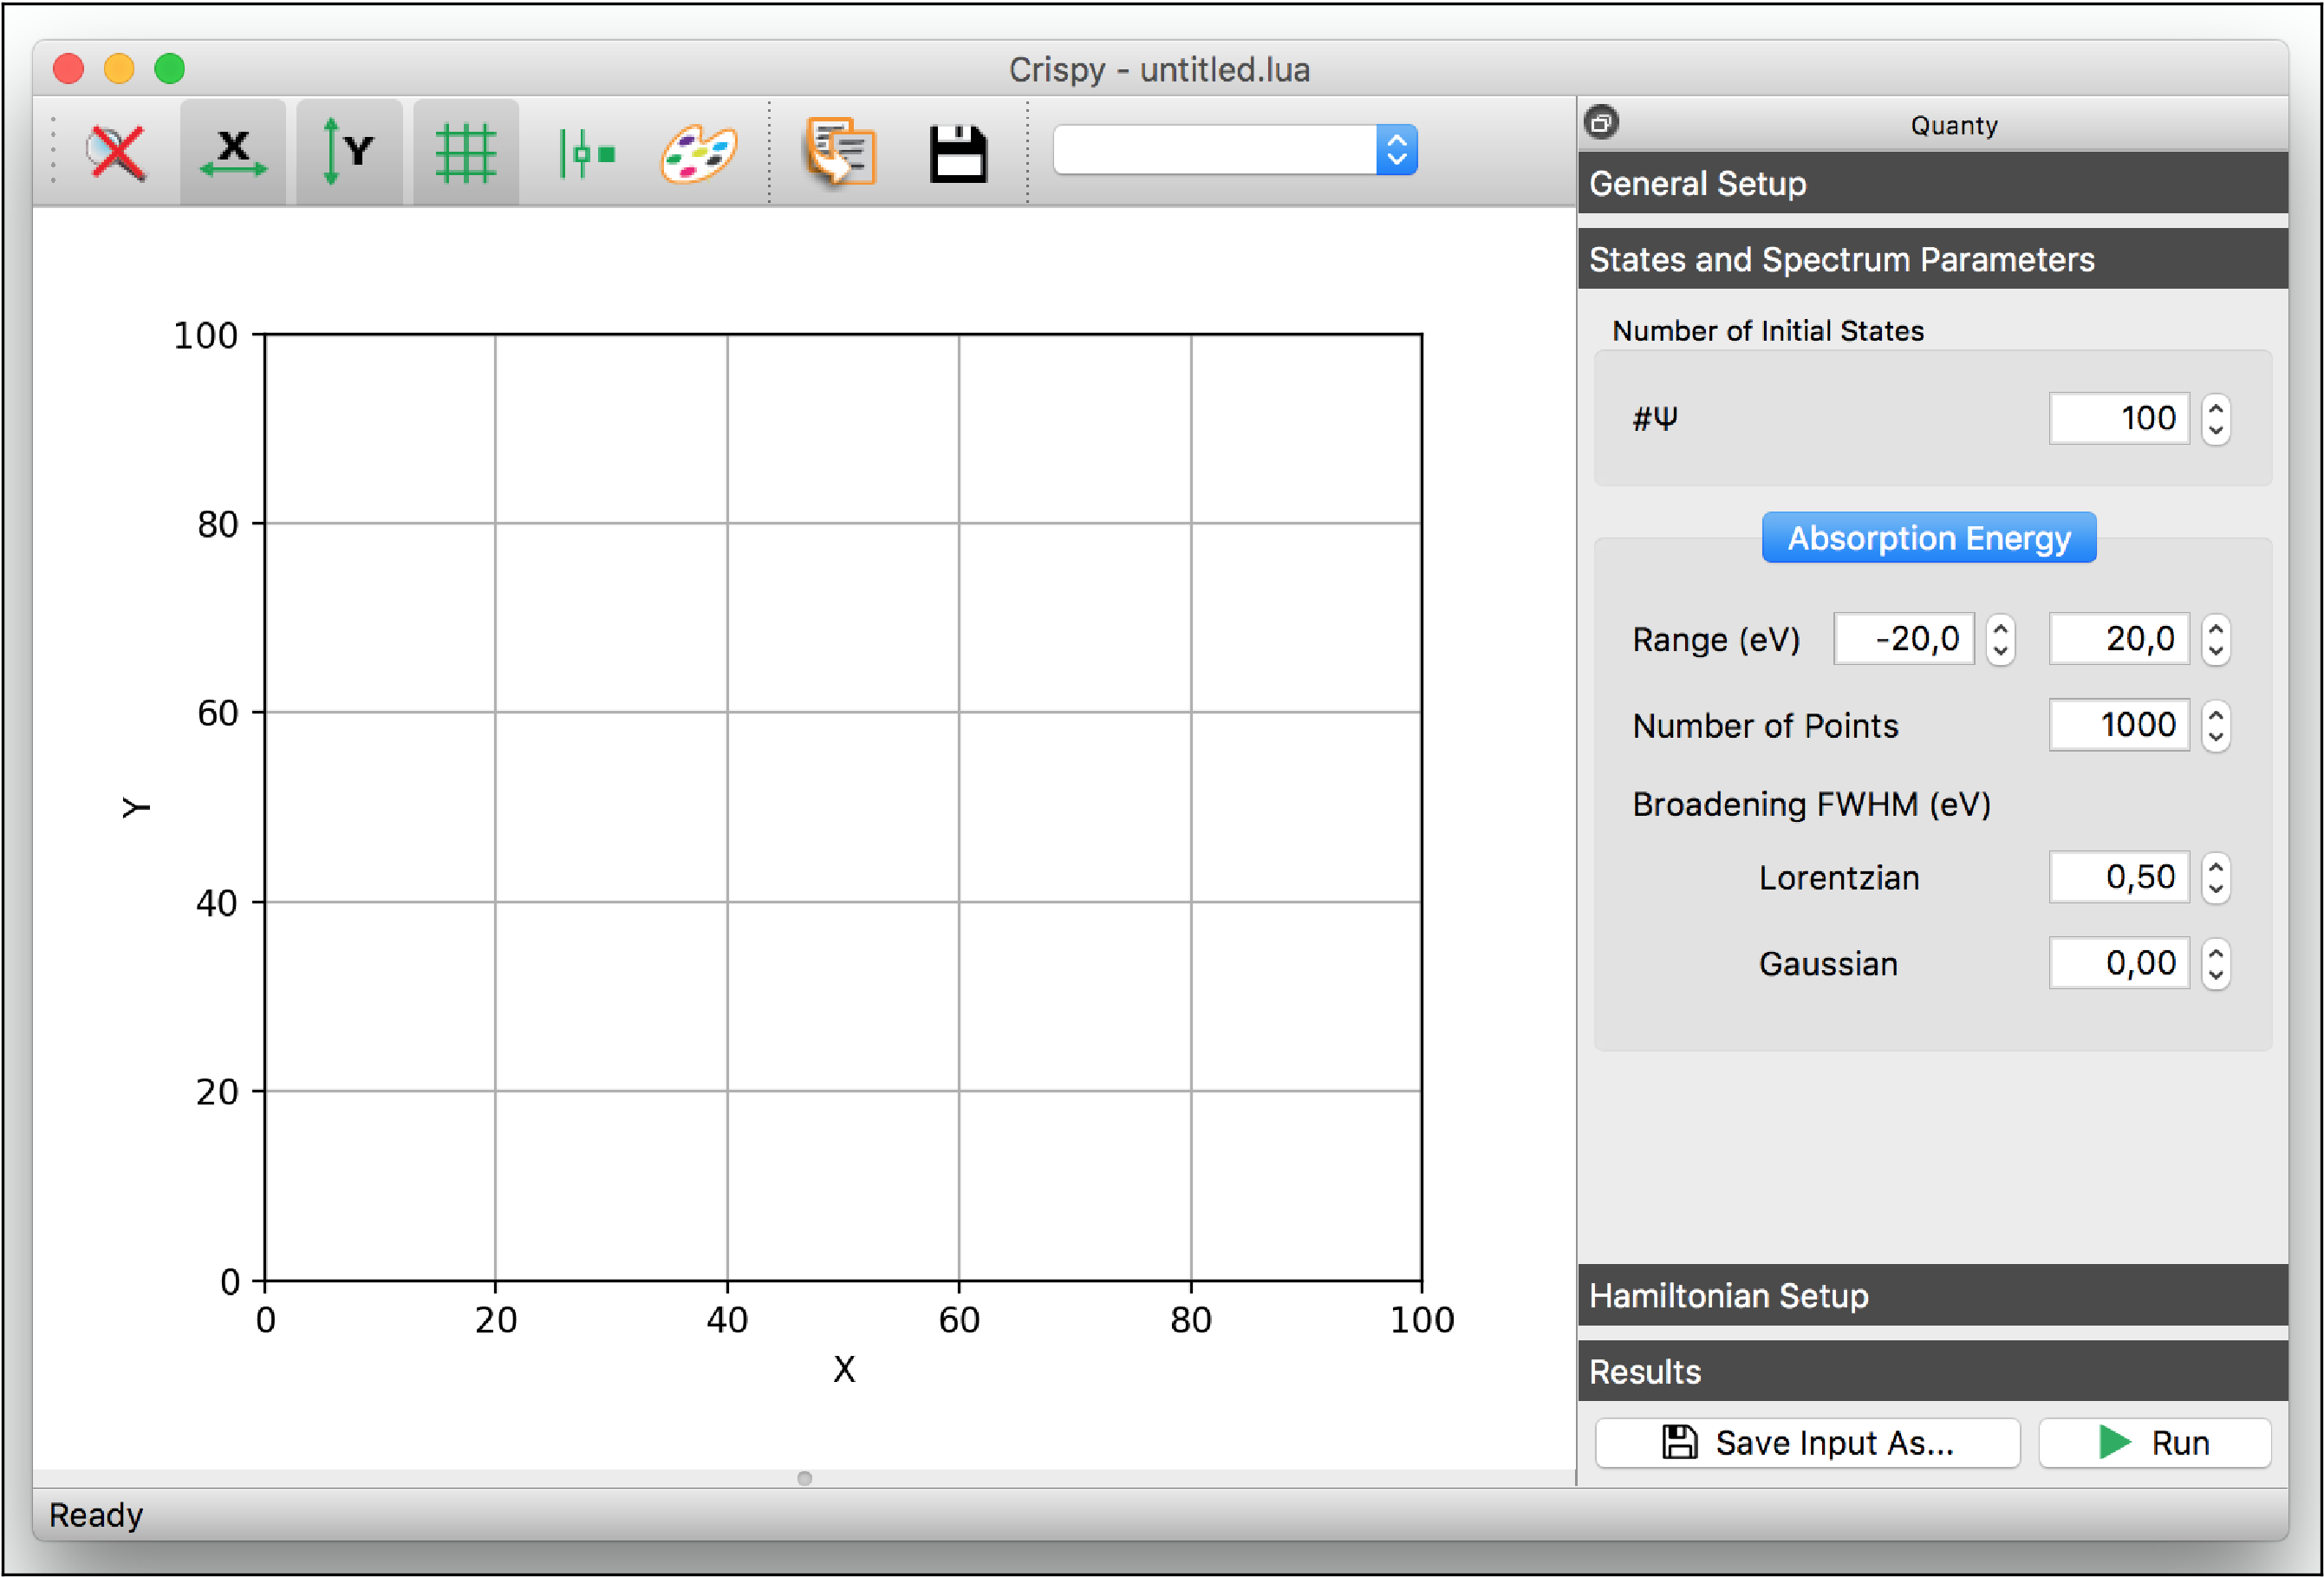 Crispy - untitled.lua
X
Y
Quanty
General Setup
States and Spectrum Parameters
Number of Initial States
#Ψ 100
Absorption Energy
Range (eV) -20,0 20,0
Number of Points 1000
Broadening FWHM (eV)
Lorentzian 0,50
Gaussian 0,00
Hamiltonian Setup
Results
Save Input As...
Run
100
80
60
40
20
0
Y
0 20 40 60 80 100
X
Ready